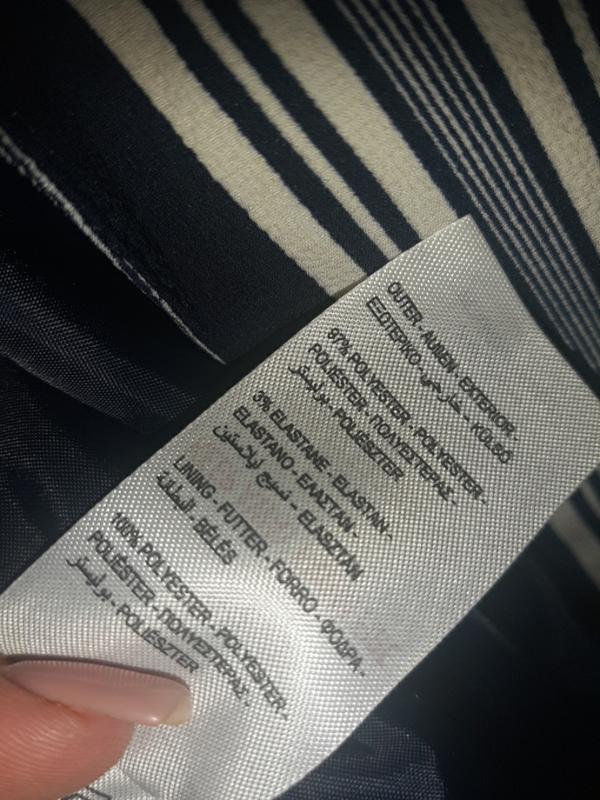 OUTER - AUßEN - EXTERIOR -
ΕΞΩΤΕΡΙΚΟ - خارجي - KÜLSŐ
97% POLYESTER - POLYESTER -
POLIÉSTER - ΠΟΛΥΕΣΤΕΡΑΣ -
بوليستر - POLIÉSZTER
3% ELASTANE - ELASTAN -
ELASTANO - ΕΛΑΣΤΑΝ -
نسيج إيلاستين - ELASZTÁN
LINING - FUTTER - FORRO - ΦΟΔΡΑ -
البطانة - BÉLÉS
100% POLYESTER - POLYESTER -
POLIÉSTER - ΠΟΛΥΕΣΤΕΡΑΣ -
بوليستر - POLIÉSZTER